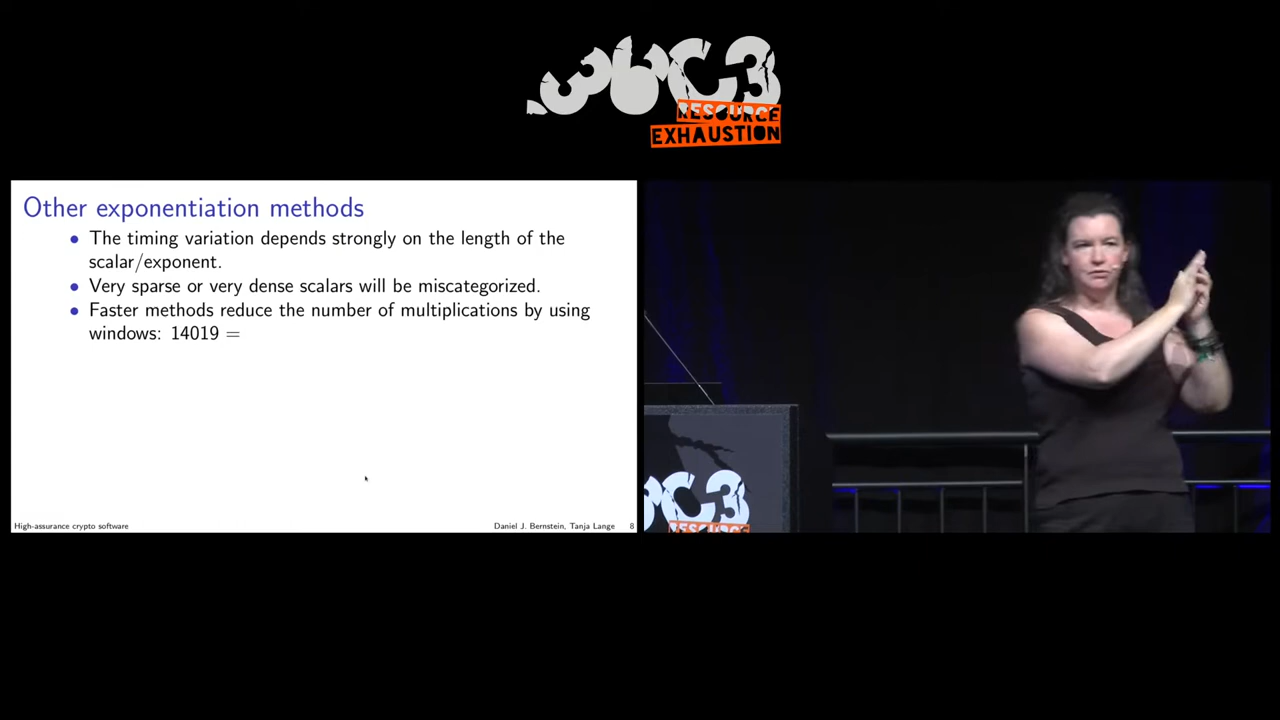 36C3
RESOURCE
EXHAUSTION
Other exponentiation methods
• The timing variation depends strongly on the length of the
scalar/exponent.
• Very sparse or very dense scalars will be miscategorized.
• Faster methods reduce the number of multiplications by using
windows: 14019 =
High-assurance crypto software
Daniel J. Bernstein, Tanja Lange 8
36C3
RESOURCE